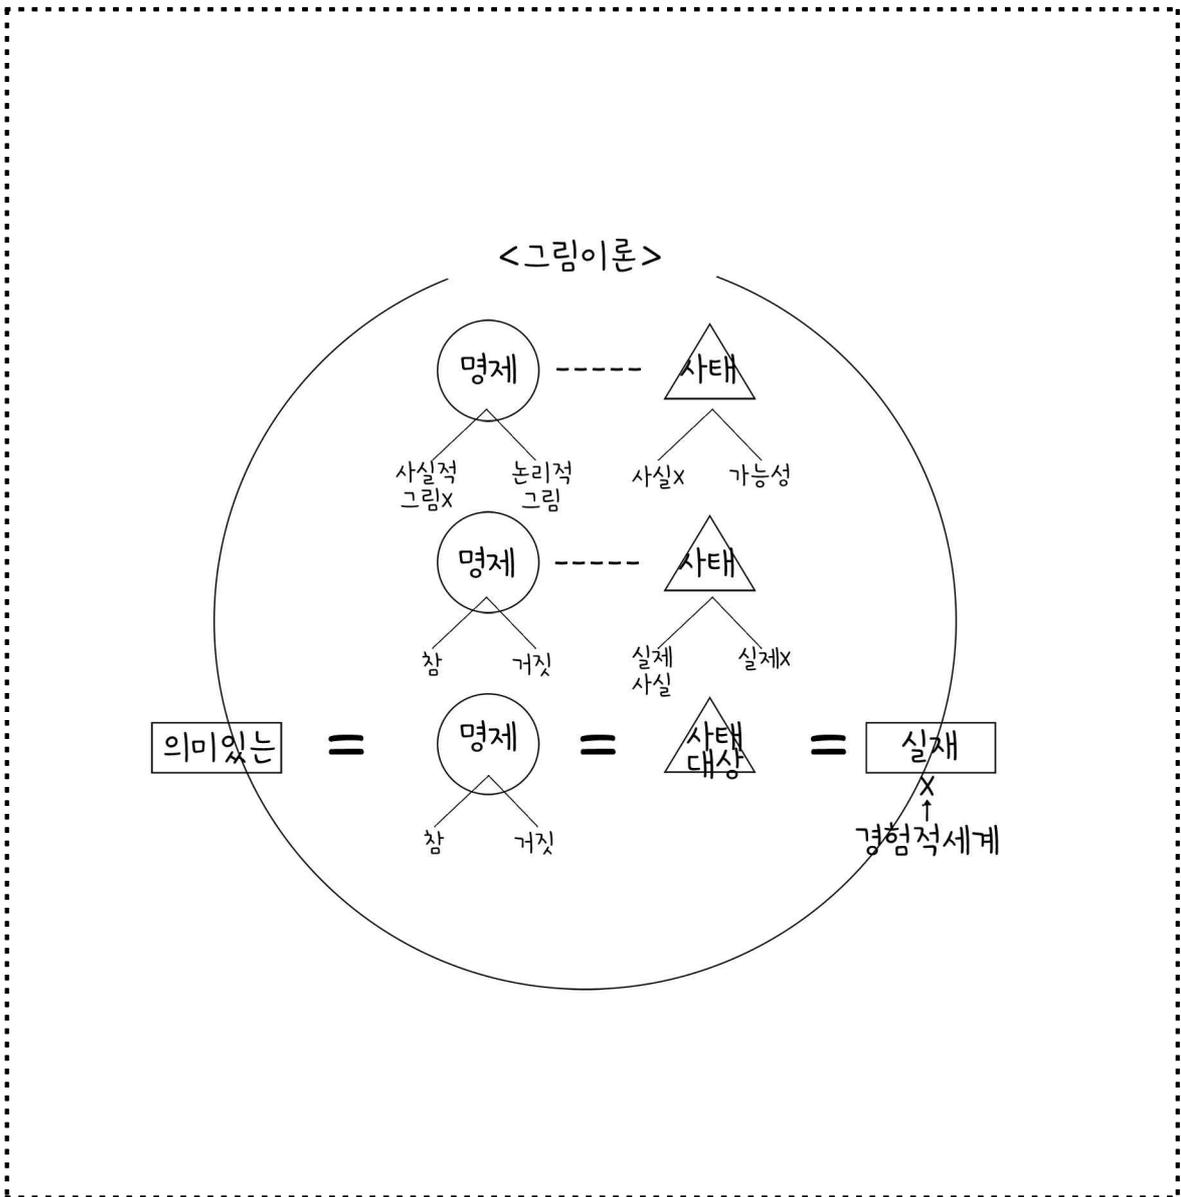 <그림이론>
명제 ----- 사태
사실적 논리적 사실x 가능성
그림x 그림
명제 ----- 사태
참 거짓 실제 실제x
사실
의미있는 = 명제 = 사태 = 실재
대상
x
↑
참 거짓 경험적세계